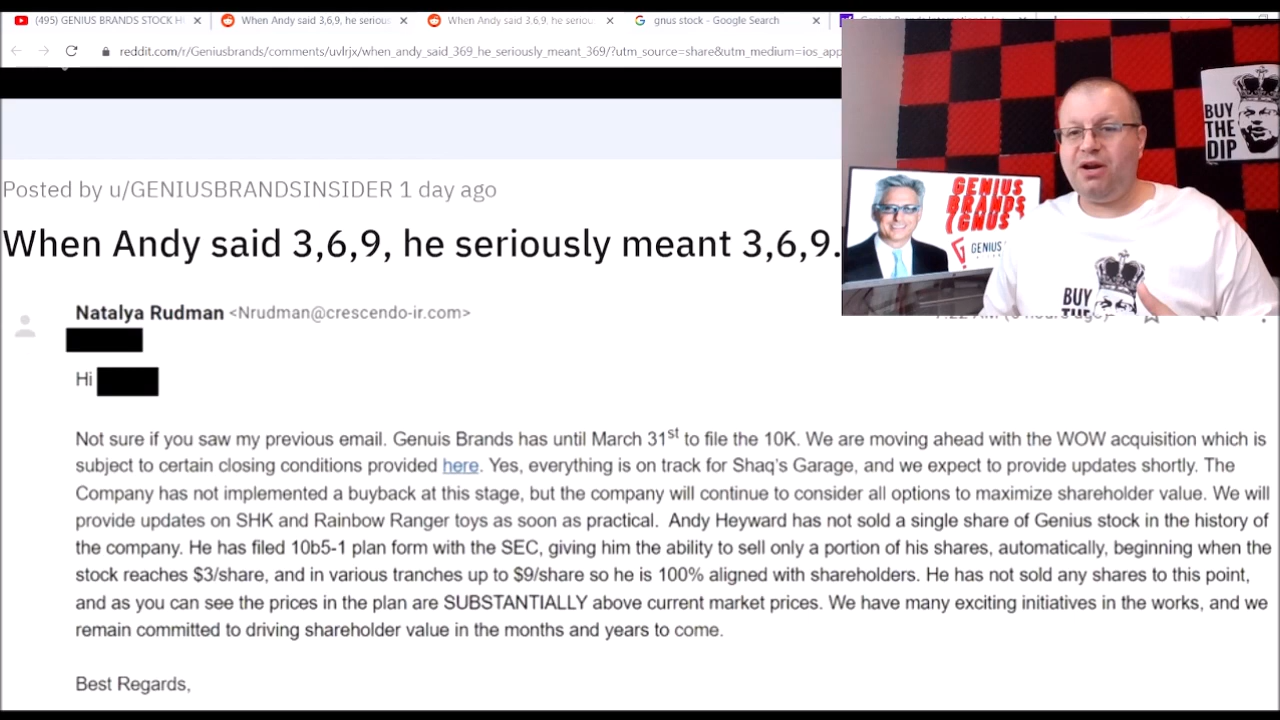 (495) GENIUS BRANDS STOCK H
When Andy said 3,6,9, he seriou
When Andy said 3,6,9, he seriou
gnus stock - Google Search
reddit.com/r/Geniusbrands/comments/uvlrjx/when_andy_said_369_he_seriously_meant_369/?utm_source=share&utm_medium=ios_app
BUY
THE
DIP
GENIUS
BRANDS
(GNUS
GENIUS
BUY
Posted by u/GENIUSBRANDSINSIDER 1 day ago
When Andy said 3,6,9, he seriously meant 3,6,9.
Natalya Rudman <Nrudman@crescendo-ir.com>
Hi
Not sure if you saw my previous email. Genuis Brands has until March 31st to file the 10K. We are moving ahead with the WOW acquisition which is
subject to certain closing conditions provided here. Yes, everything is on track for Shaq's Garage, and we expect to provide updates shortly. The
Company has not implemented a buyback at this stage, but the company will continue to consider all options to maximize shareholder value. We will
provide updates on SHK and Rainbow Ranger toys as soon as practical. Andy Heyward has not sold a single share of Genius stock in the history of
the company. He has filed 10b5-1 plan form with the SEC, giving him the ability to sell only a portion of his shares, automatically, beginning when the
stock reaches $3/share, and in various tranches up to $9/share so he is 100% aligned with shareholders. He has not sold any shares to this point,
and as you can see the prices in the plan are SUBSTANTIALLY above current market prices. We have many exciting initiatives in the works, and we
remain committed to driving shareholder value in the months and years to come.
Best Regards,